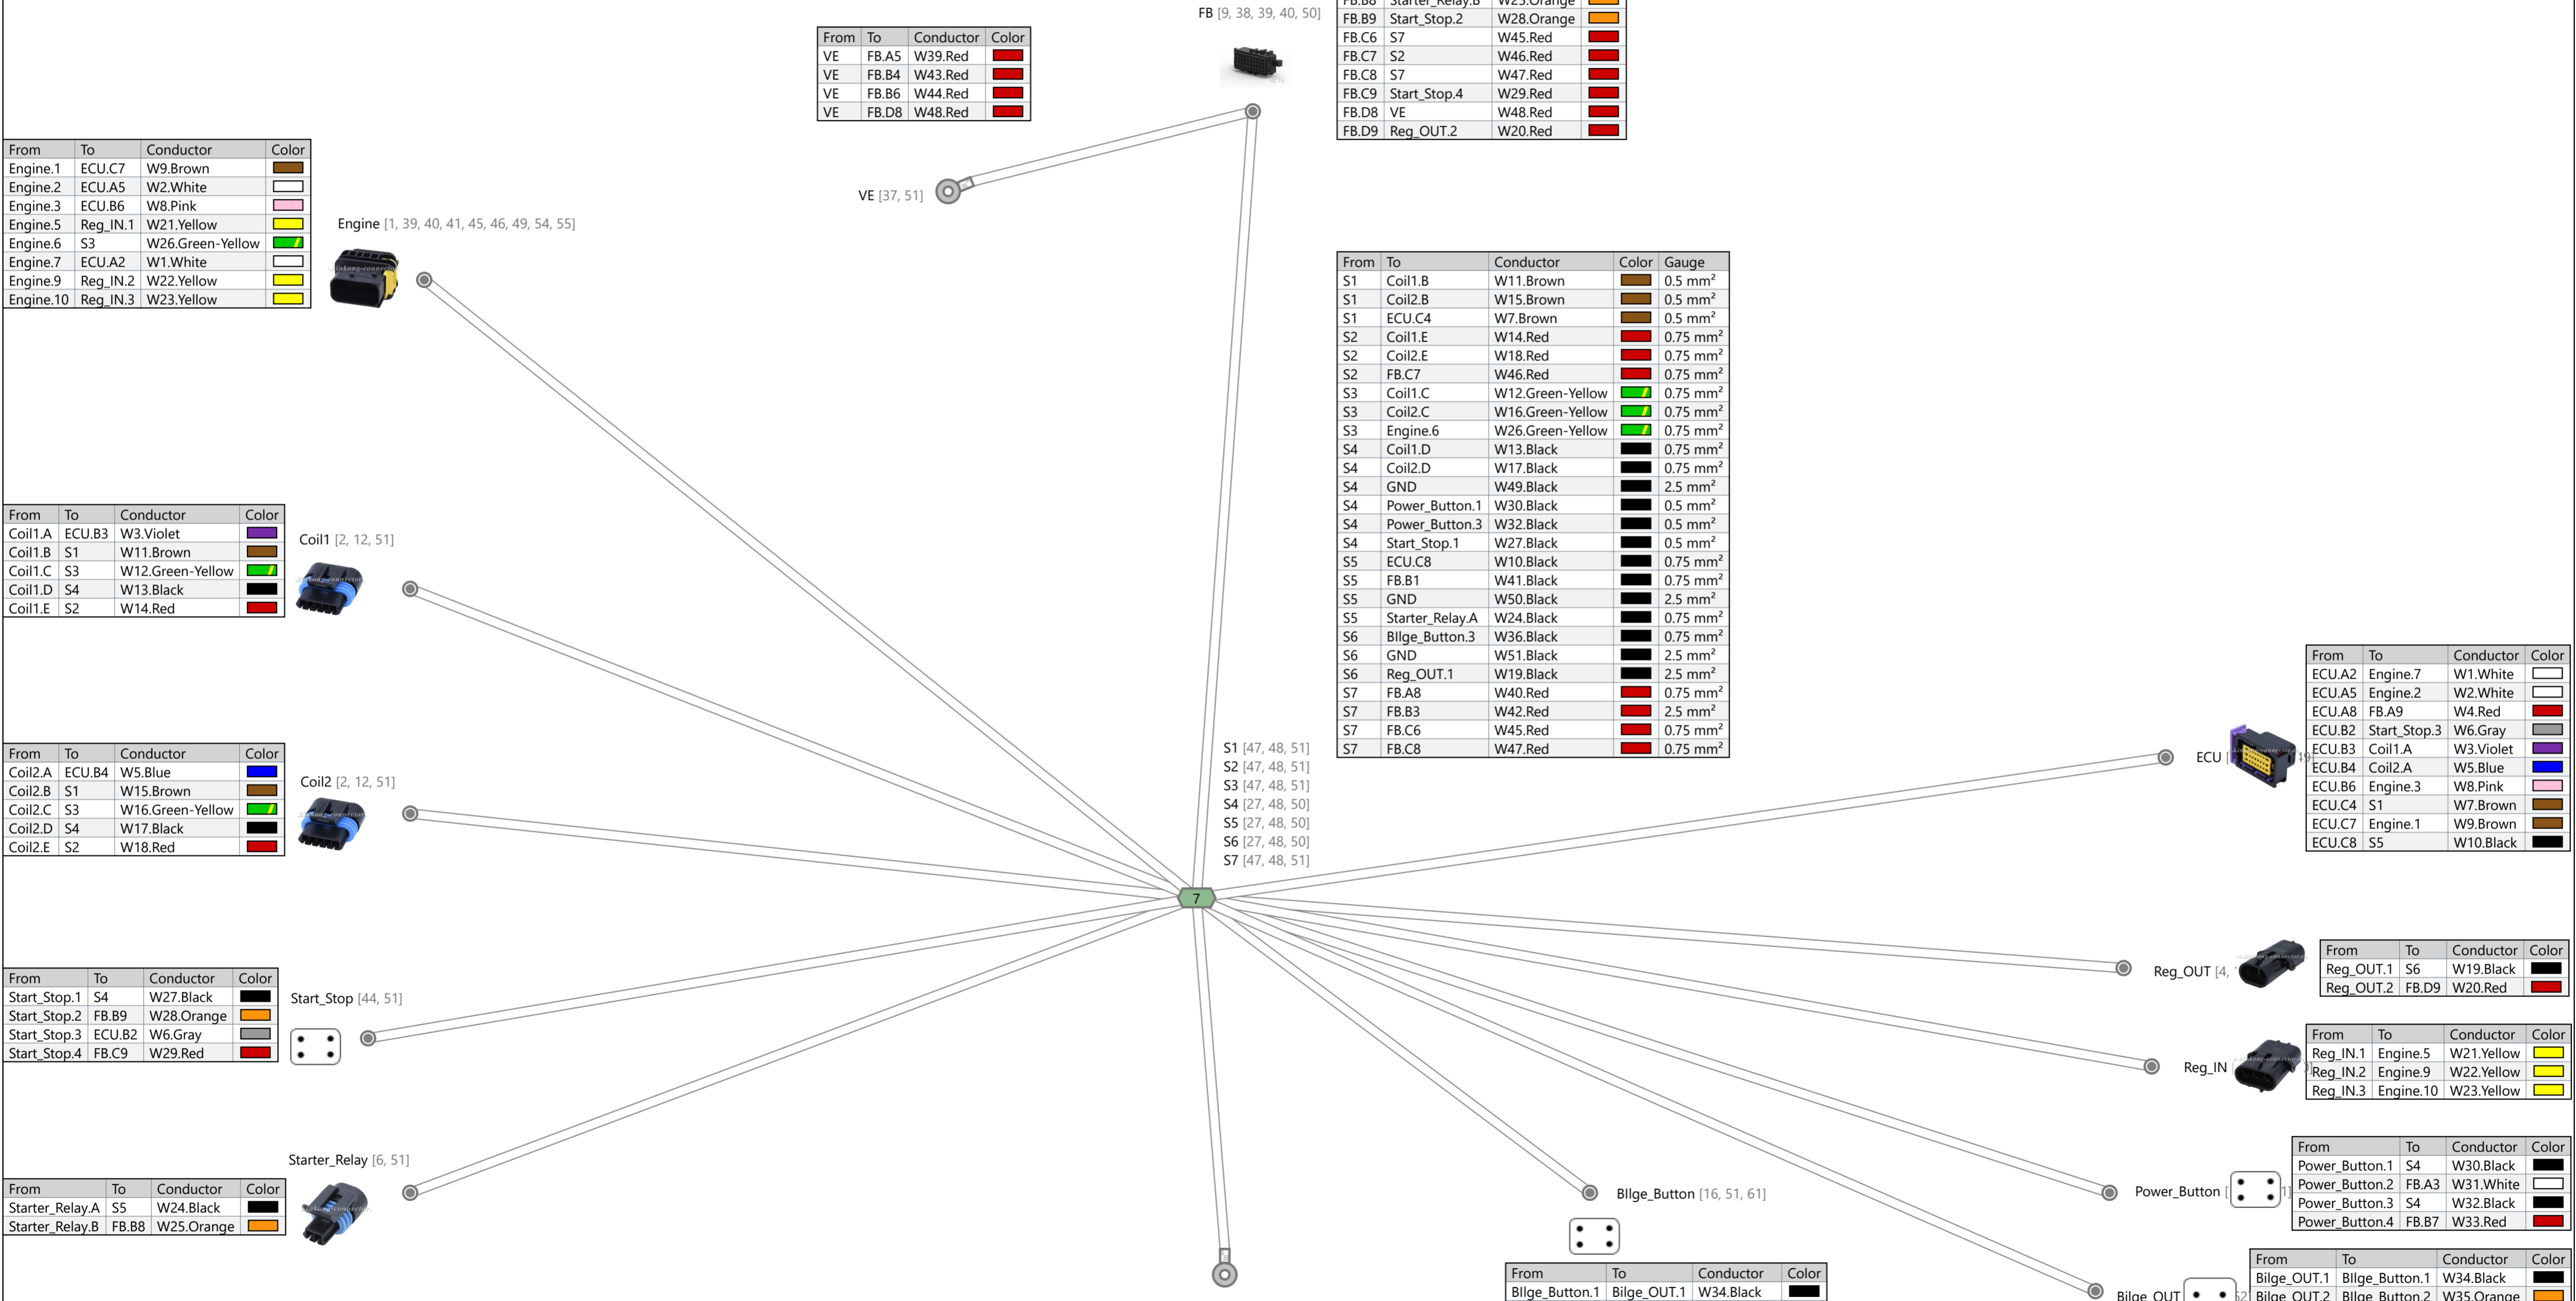 FB [9, 38, 39, 40, 50]
FB.B8 Starter_Relay.B W25.Orange
FB.B9 Start_Stop.2 W28.Orange
FB.C6 S7 W45.Red
FB.C7 S2 W46.Red
FB.C8 S7 W47.Red
FB.C9 Start_Stop.4 W29.Red
FB.D8 VE W48.Red
FB.D9 Reg_OUT.2 W20.Red
From To Conductor Color
VE FB.A5 W39.Red
VE FB.B4 W43.Red
VE FB.B6 W44.Red
VE FB.D8 W48.Red
VE [37, 51]
From To Conductor Color
Engine.1 ECU.C7 W9.Brown
Engine.2 ECU.A5 W2.White
Engine.3 ECU.B6 W8.Pink
Engine.5 Reg_IN.1 W21.Yellow
Engine.6 S3 W26.Green-Yellow
Engine.7 ECU.A2 W1.White
Engine.9 Reg_IN.2 W22.Yellow
Engine.10 Reg_IN.3 W23.Yellow
Engine [1, 39, 40, 41, 45, 46, 49, 54, 55]
From To Conductor Color Gauge
S1 Coil1.B W11.Brown 0.5 mm²
S1 Coil2.B W15.Brown 0.5 mm²
S1 ECU.C4 W7.Brown 0.5 mm²
S2 Coil1.E W14.Red 0.75 mm²
S2 Coil2.E W18.Red 0.75 mm²
S2 FB.C7 W46.Red 0.75 mm²
S3 Coil1.C W12.Green-Yellow 0.75 mm²
S3 Coil2.C W16.Green-Yellow 0.75 mm²
S3 Engine.6 W26.Green-Yellow 0.75 mm²
S4 Coil1.D W13.Black 0.75 mm²
S4 Coil2.D W17.Black 0.75 mm²
S4 GND W49.Black 2.5 mm²
S4 Power_Button.1 W30.Black 0.5 mm²
S4 Power_Button.3 W32.Black 0.5 mm²
S4 Start_Stop.1 W27.Black 0.5 mm²
S5 ECU.C8 W10.Black 0.75 mm²
S5 FB.B1 W41.Black 0.75 mm²
S5 GND W50.Black 2.5 mm²
S5 Starter_Relay.A W24.Black 0.75 mm²
S6 BIlge_Button.3 W36.Black 0.75 mm²
S6 GND W51.Black 2.5 mm²
S6 Reg_OUT.1 W19.Black 2.5 mm²
S7 FB.A8 W40.Red 0.75 mm²
S7 FB.B3 W42.Red 2.5 mm²
S7 FB.C6 W45.Red 0.75 mm²
S7 FB.C8 W47.Red 0.75 mm²
From To Conductor Color
Coil1.A ECU.B3 W3.Violet
Coil1.B S1 W11.Brown
Coil1.C S3 W12.Green-Yellow
Coil1.D S4 W13.Black
Coil1.E S2 W14.Red
Coil1 [2, 12, 51]
From To Conductor Color
Coil2.A ECU.B4 W5.Blue
Coil2.B S1 W15.Brown
Coil2.C S3 W16.Green-Yellow
Coil2.D S4 W17.Black
Coil2.E S2 W18.Red
Coil2 [2, 12, 51]
S1 [47, 48, 51]
S2 [47, 48, 51]
S3 [47, 48, 51]
S4 [27, 48, 50]
S5 [27, 48, 50]
S6 [27, 48, 50]
S7 [47, 48, 51]
7
ECU [
From To Conductor Color
ECU.A2 Engine.7 W1.White
ECU.A5 Engine.2 W2.White
ECU.A8 FB.A9 W4.Red
ECU.B2 Start_Stop.3 W6.Gray
ECU.B3 Coil1.A W3.Violet
ECU.B4 Coil2.A W5.Blue
ECU.B6 Engine.3 W8.Pink
ECU.C4 S1 W7.Brown
ECU.C7 Engine.1 W9.Brown
ECU.C8 S5 W10.Black
Reg_OUT [4,
From To Conductor Color
Reg_OUT.1 S6 W19.Black
Reg_OUT.2 FB.D9 W20.Red
Reg_IN
From To Conductor Color
Reg_IN.1 Engine.5 W21.Yellow
Reg_IN.2 Engine.9 W22.Yellow
Reg_IN.3 Engine.10 W23.Yellow
From To Conductor Color
Start_Stop.1 S4 W27.Black
Start_Stop.2 FB.B9 W28.Orange
Start_Stop.3 ECU.B2 W6.Gray
Start_Stop.4 FB.C9 W29.Red
Start_Stop [44, 51]
Starter_Relay [6, 51]
From To Conductor Color
Starter_Relay.A S5 W24.Black
Starter_Relay.B FB.B8 W25.Orange
BIlge_Button [16, 51, 61]
From To Conductor Color
BIlge_Button.1 Bilge_OUT.1 W34.Black
Power_Button [
From To Conductor Color
Power_Button.1 S4 W30.Black
Power_Button.2 FB.A3 W31.White
Power_Button.3 S4 W32.Black
Power_Button.4 FB.B7 W33.Red
Bilge_OUT
From To Conductor Color
Bilge_OUT.1 BIlge_Button.1 W34.Black
Bilge_OUT.2 BIlge_Button.2 W35.Orange